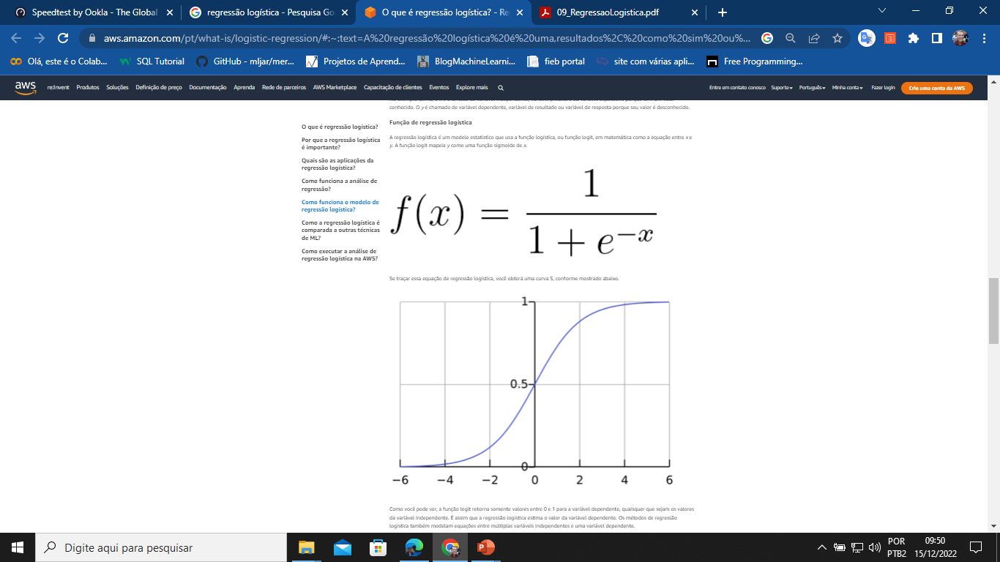 Speedtest by Ookla - The Global
regressão logística - Pesquisa Go
O que é regressão logística? - Re
09_RegressaoLogistica.pdf
aws.amazon.com/pt/what-is/logistic-regression/#:~:text=A%20regressão%20logística%20é%20uma,resultados%2C%20como%20sim%20ou%...
Olá, este é o Colab...
SQL Tutorial
GitHub - mljar/mer...
Projetos de Aprend...
BlogMachineLearni...
fieb portal
site com várias apli...
Free Programming...
aws
re:Invent
Produtos
Soluções
Definição de preço
Documentação
Aprenda
Rede de parceiros
AWS Marketplace
Capacitação de clientes
Eventos
Explore mais
Entre em contato conosco
Suporte
Português
Minha conta
Fazer login
Crie uma conta da AWS
O que é regressão logística?
Por que a regressão logística
é importante?
Quais são as aplicações da
regressão logística?
Como funciona a análise de
regressão?
Como funciona o modelo de
regressão logística?
Como a regressão logística é
comparada a outras técnicas
de ML?
Como executar a análise de
regressão logística na AWS?
conhecido. O y é chamado de variável dependente, variável de resultado ou variável de resposta porque seu valor é desconhecido.
Função de regressão logística
A regressão logística é um modelo estatístico que usa a função logística, ou função logit, em matemática como a equação entre x e
y. A função logit mapeia y como uma função sigmoide de x.
f(x) = 1 / (1 + e^{-x})
Se traçar essa equação de regressão logística, você obterá uma curva S, conforme mostrado abaixo.
1
0.5
0
−6 −4 −2 0 2 4 6
Como você pode ver, a função logit retorna somente valores entre 0 e 1 para a variável dependente, quaisquer que sejam os valores
da variável independente. É assim que a regressão logística estima o valor da variável dependente. Os métodos de regressão
logística também modelam equações entre múltiplas variáveis independentes e uma variável dependente.
Digite aqui para pesquisar
POR
PTB2
09:50
15/12/2022